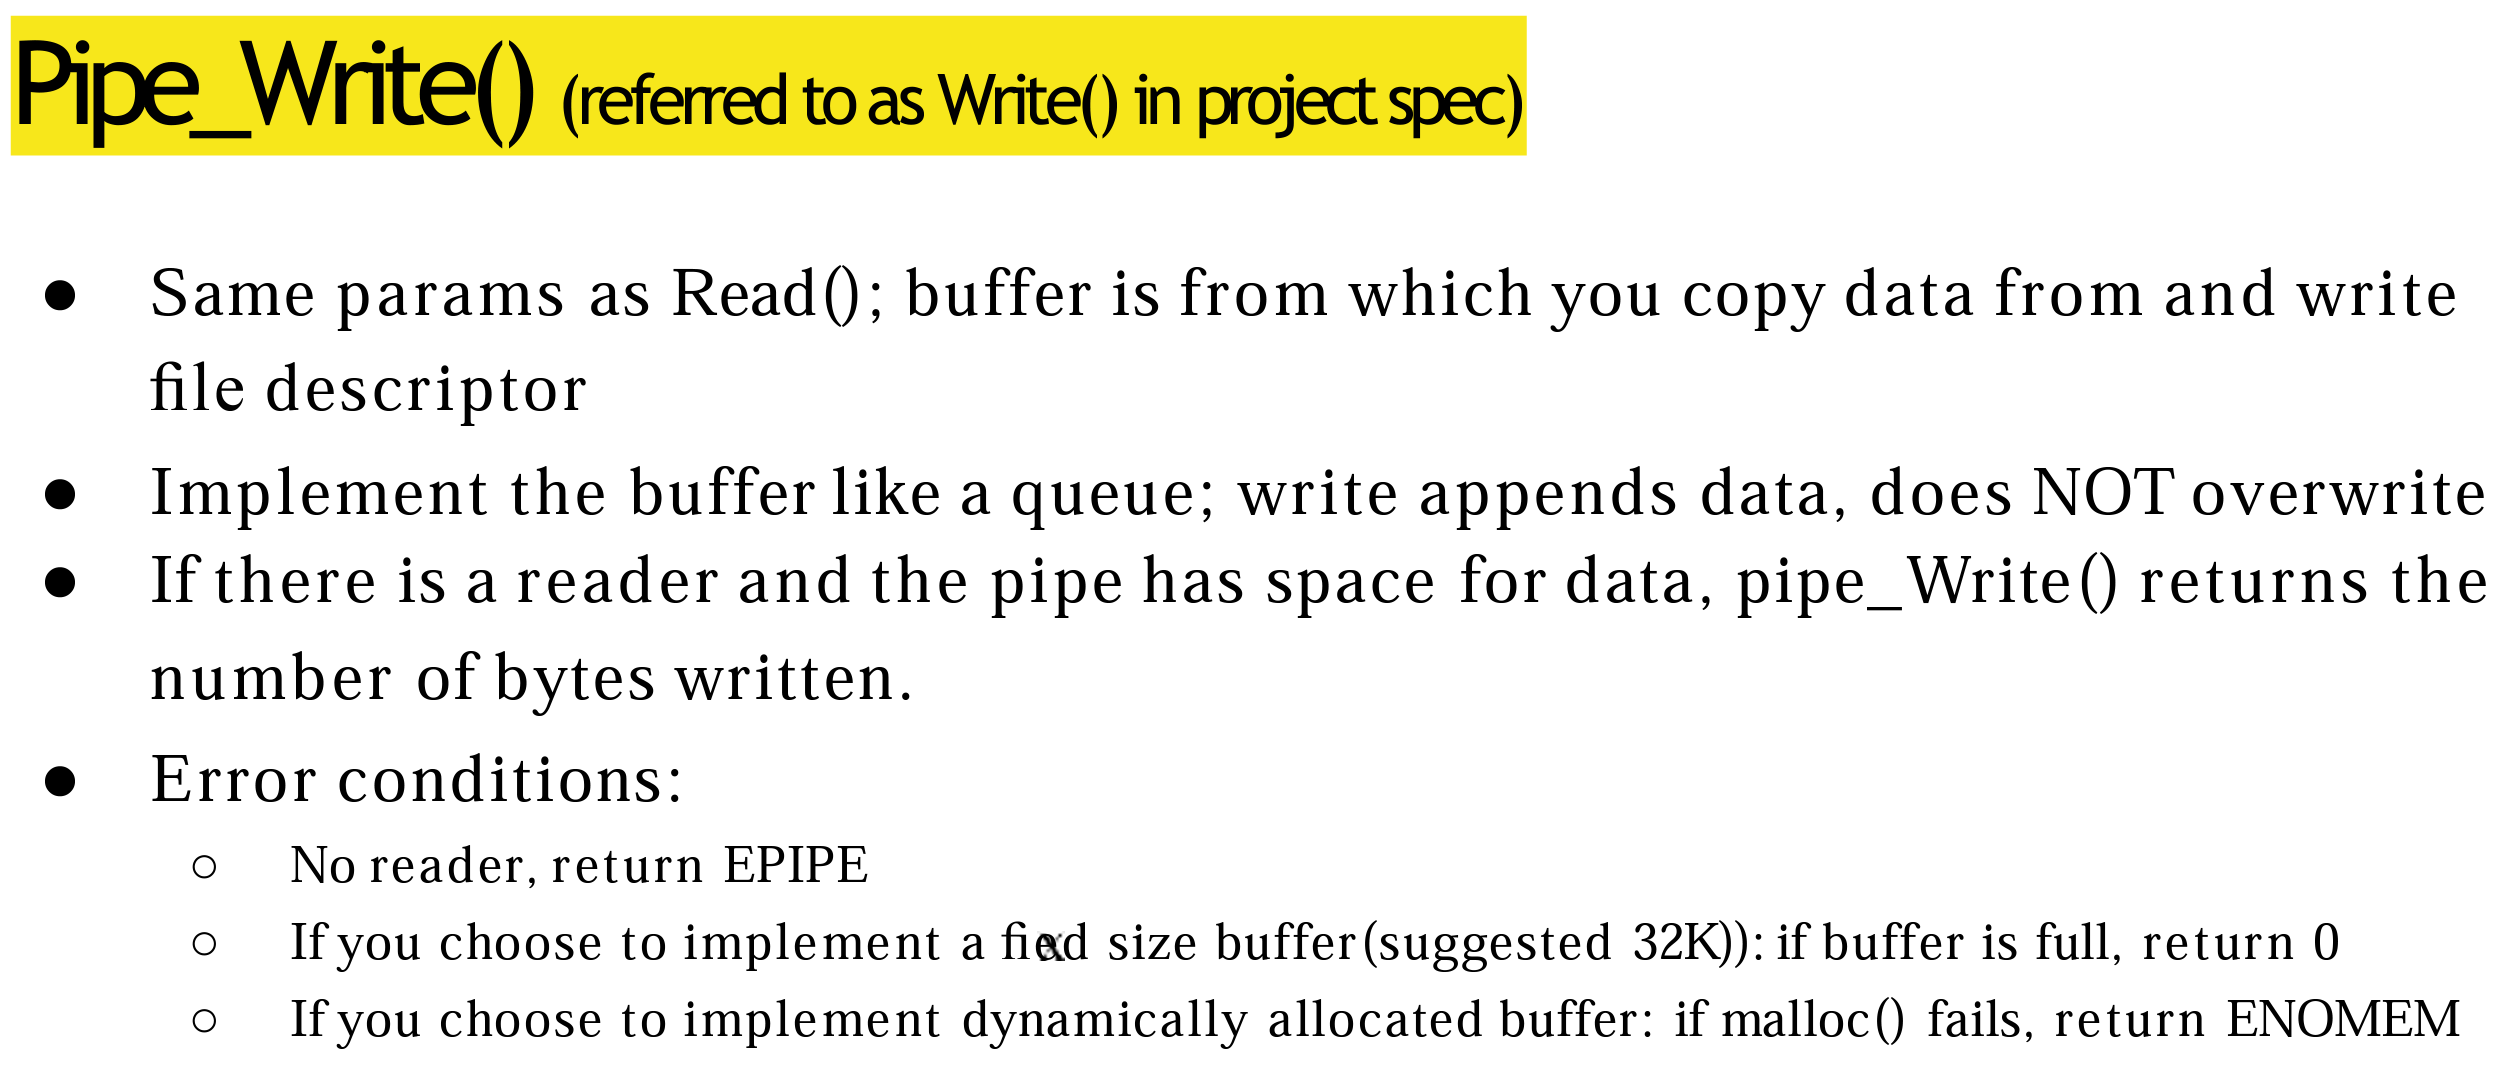 Pipe_Write() (referred to as Write() in project spec)
● Same params as Read(); buffer is from which you copy data from and write
file descriptor
● Implement the buffer like a queue; write appends data, does NOT overwrite
● If there is a reader and the pipe has space for data, pipe_Write() returns the
number of bytes written.
● Error conditions:
○ No reader, return EPIPE
○ If you choose to implement a fixed size buffer(suggested 32K)): if buffer is full, return 0
○ If you choose to implement dynamically allocated buffer: if malloc() fails, return ENOMEM